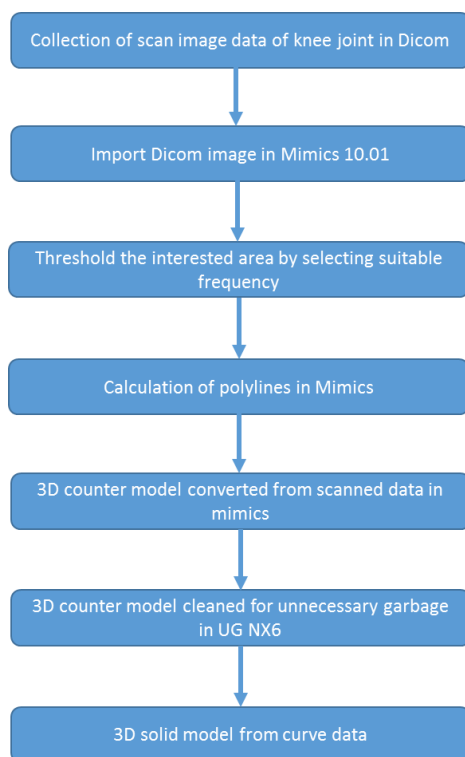 Collection of scan image data of knee joint in Dicom
Import Dicom image in Mimics 10.01
Threshold the interested area by selecting suitable
frequency
Calculation of polylines in Mimics
3D counter model converted from scanned data in
mimics
3D counter model cleaned for unnecessary garbage
in UG NX6
3D solid model from curve data